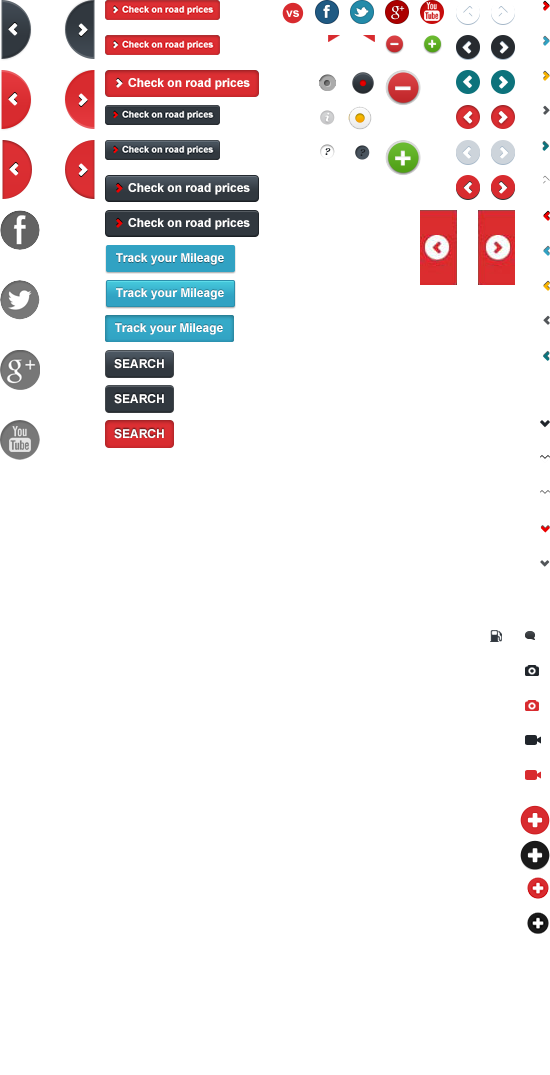 Check on road prices
VS
f
g+
You
Tube
Check on road prices
Check on road prices
Check on road prices
i
Check on road prices
?
?
Check on road prices
Check on road prices
f
Track your Mileage
Track your Mileage
Track your Mileage
g+
SEARCH
SEARCH
You
Tube
SEARCH